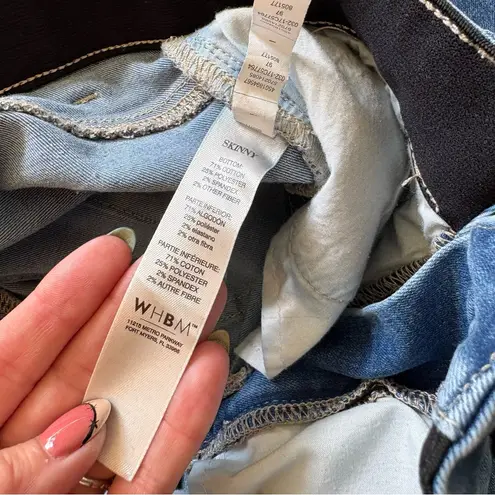 SKINNY
BOTTOM:
71% COTTON
25% POLYESTER
2% SPANDEX
2% OTHER FIBER
PARTE INFERIOR:
71% ALGODÓN
25% poliéster
2% elastano
2% otra fibra
PARTIE INFÉRIEURE:
71% COTON
25% POLYESTER
2% SPANDEX
2% AUTRE FIBRE
WHBM™
11215 METRO PARKWAY
FORT MYERS, FL 33966